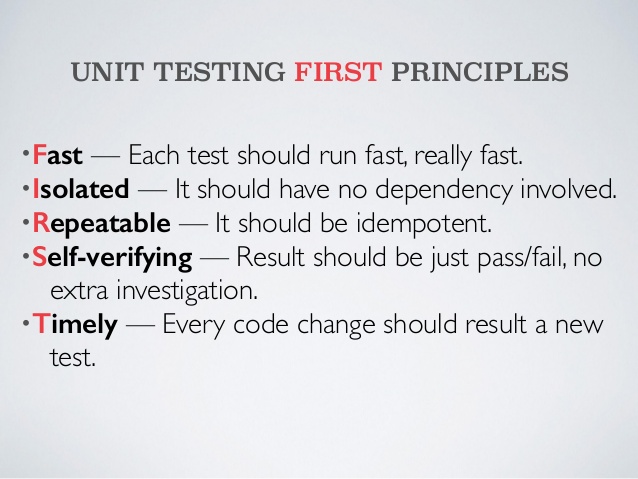 UNIT TESTING FIRST PRINCIPLES
•Fast — Each test should run fast, really fast.
•Isolated — It should have no dependency involved.
•Repeatable — It should be idempotent.
•Self-verifying — Result should be just pass/fail, no
extra investigation.
•Timely — Every code change should result a new
test.